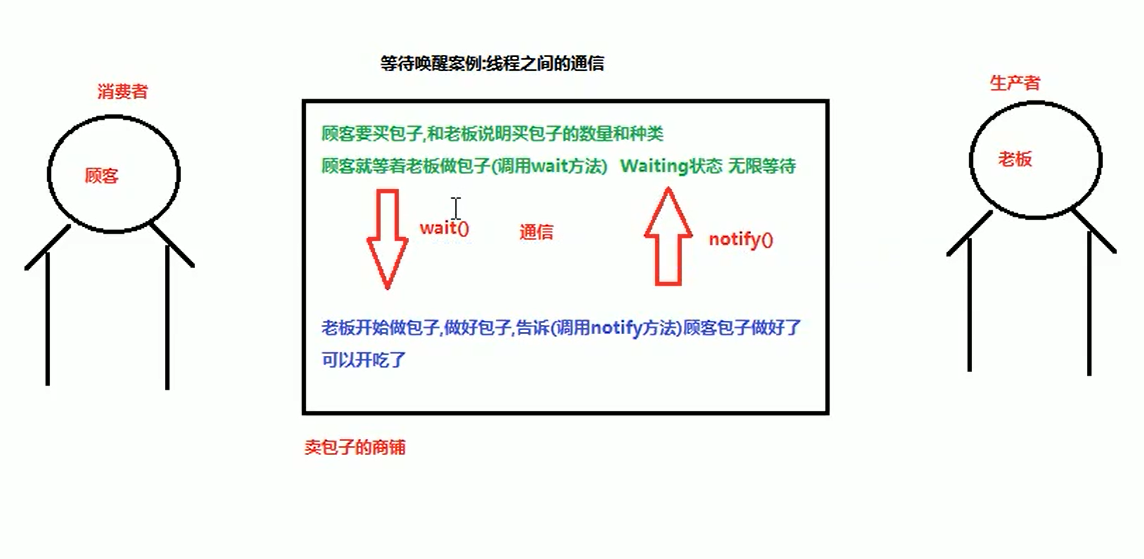 等待唤醒案例:线程之间的通信
消费者
生产者
顾客
老板
顾客要买包子,和老板说明买包子的数量和种类
顾客就等着老板做包子(调用wait方法) Waiting状态 无限等待
wait()
通信
notify()
老板开始做包子,做好包子,告诉(调用notify方法)顾客包子做好了
可以开吃了
卖包子的商铺